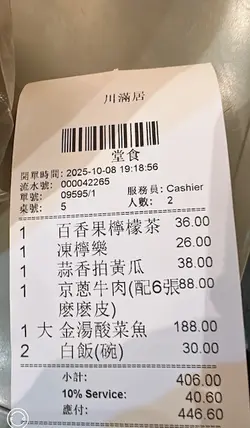 川滿居
堂食
開單時間: 2025-10-08 19:18:56
流水號: 000042265
單號: 09595/1 服務員: Cashier
桌號: 5 人數: 2
1 百香果檸檬茶 36.00
1 凍檸樂 26.00
1 蒜香拍黃瓜 38.00
1 京蔥牛肉(配6張 88.00
麼麼皮)
1 大 金湯酸菜魚 188.00
2 白飯(碗) 30.00
小計: 406.00
10% Service: 40.60
應付: 446.60